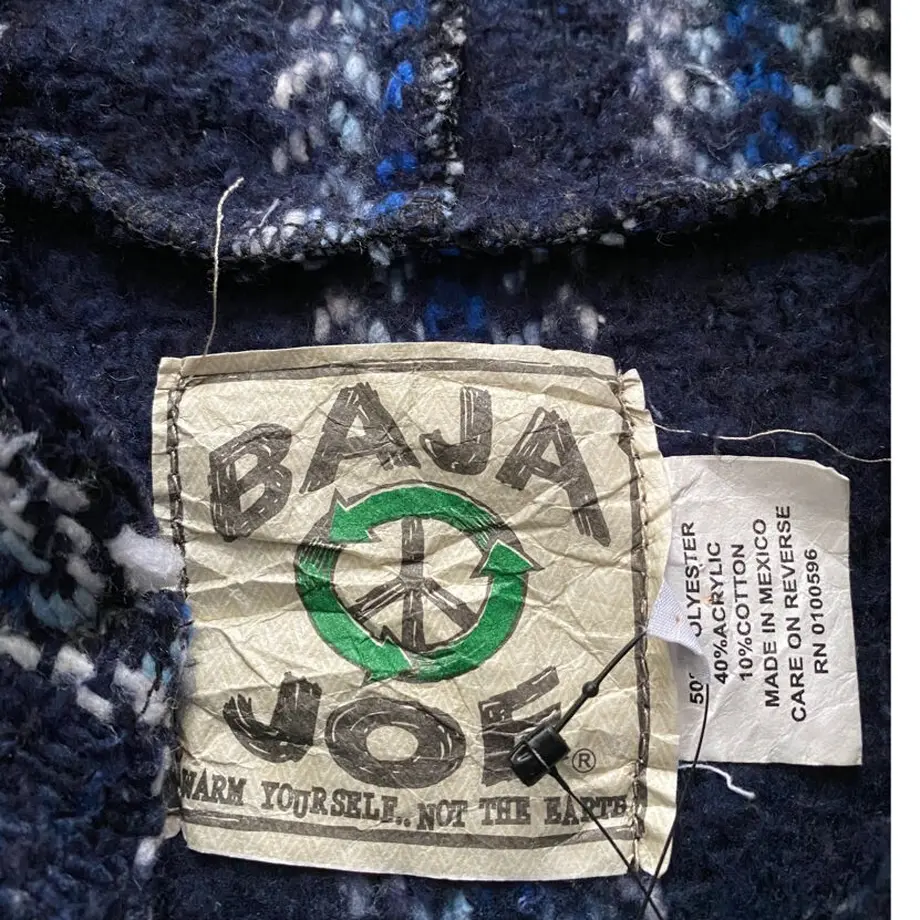 BAJA
JOE
®
WARM YOURSELF.. NOT THE EARTH
50% POLYESTER
40%ACRYLIC
10%COTTON
MADE IN MEXICO
CARE ON REVERSE
RN 0100596